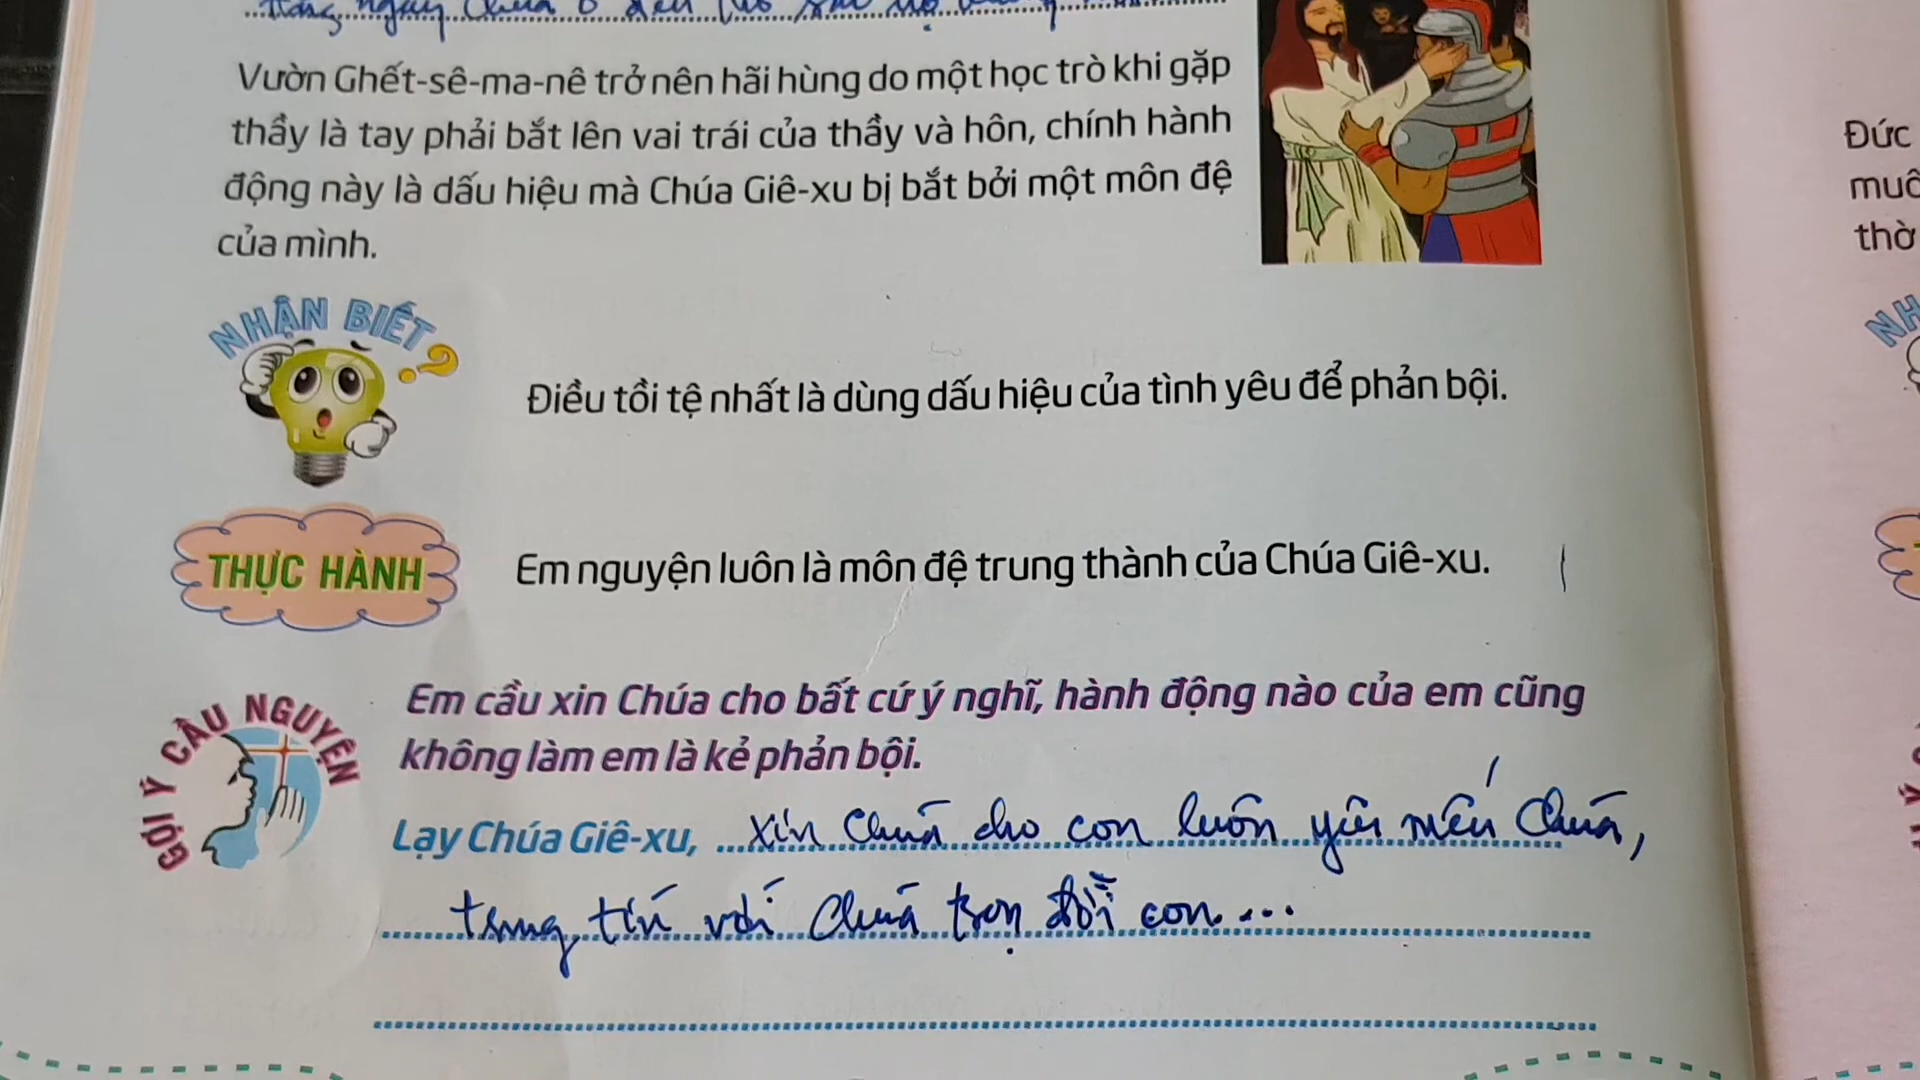 hằng ngày Chúa ở đền
Vườn Ghết-sê-ma-nê trở nên hãi hùng do một học trò khi gặp
thầy là tay phải bắt lên vai trái của thầy và hôn, chính hành
động này là dấu hiệu mà Chúa Giê-xu bị bắt bởi một môn đệ
của mình.
NHẬN BIẾT?
Điều tồi tệ nhất là dùng dấu hiệu của tình yêu để phản bội.
THỰC HÀNH
Em nguyện luôn là môn đệ trung thành của Chúa Giê-xu.
GỢI Ý CẦU NGUYỆN
Em cầu xin Chúa cho bất cứ ý nghĩ, hành động nào của em cũng
không làm em là kẻ phản bội.
Lạy Chúa Giê-xu, xin Chúa cho con luôn yêu mến Chúa,
trung tín với Chúa trọn đời con...
Đức
thờ